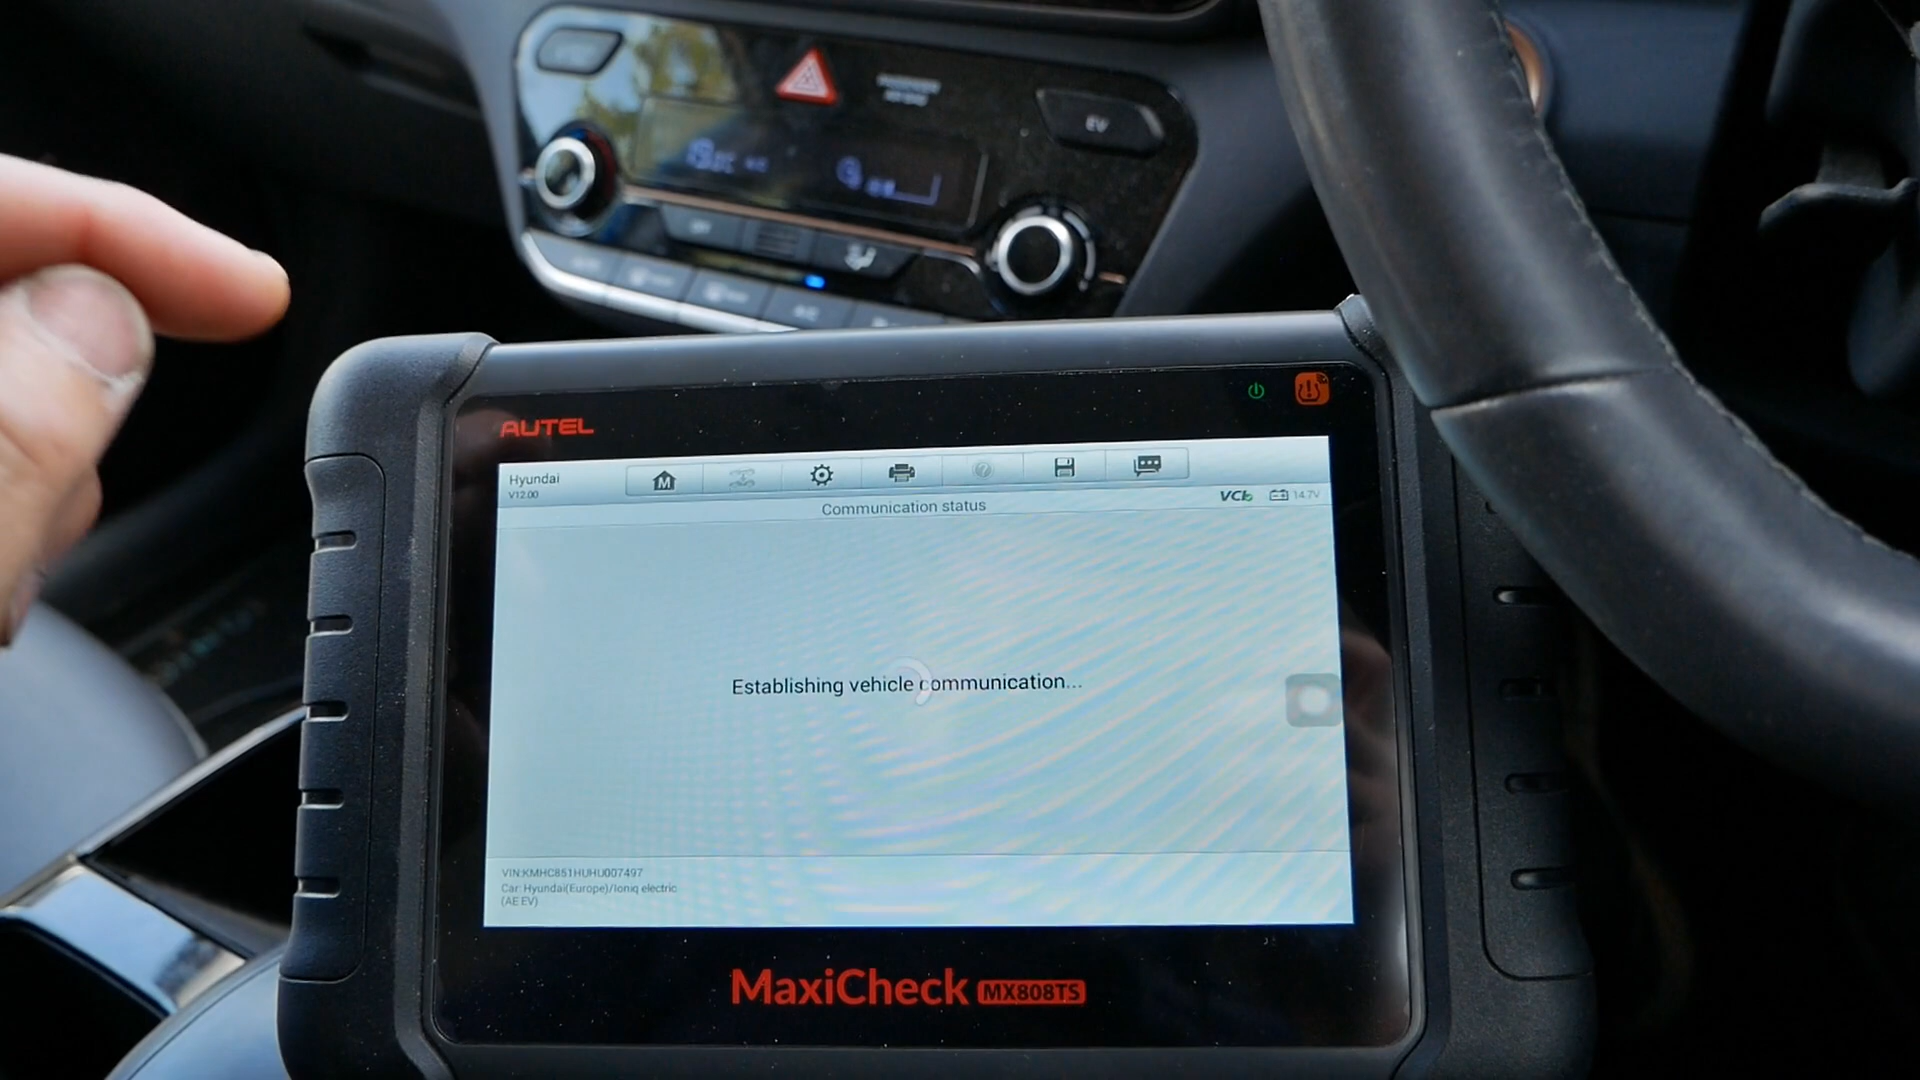 EV
AUTEL
Hyundai
V12.00
M
VCI
14.7V
Communication status
Establishing vehicle communication...
VIN:KMHC851HUHU007497
Car: Hyundai(Europe)/Ioniq electric
(AE EV)
MaxiCheck MX808TS